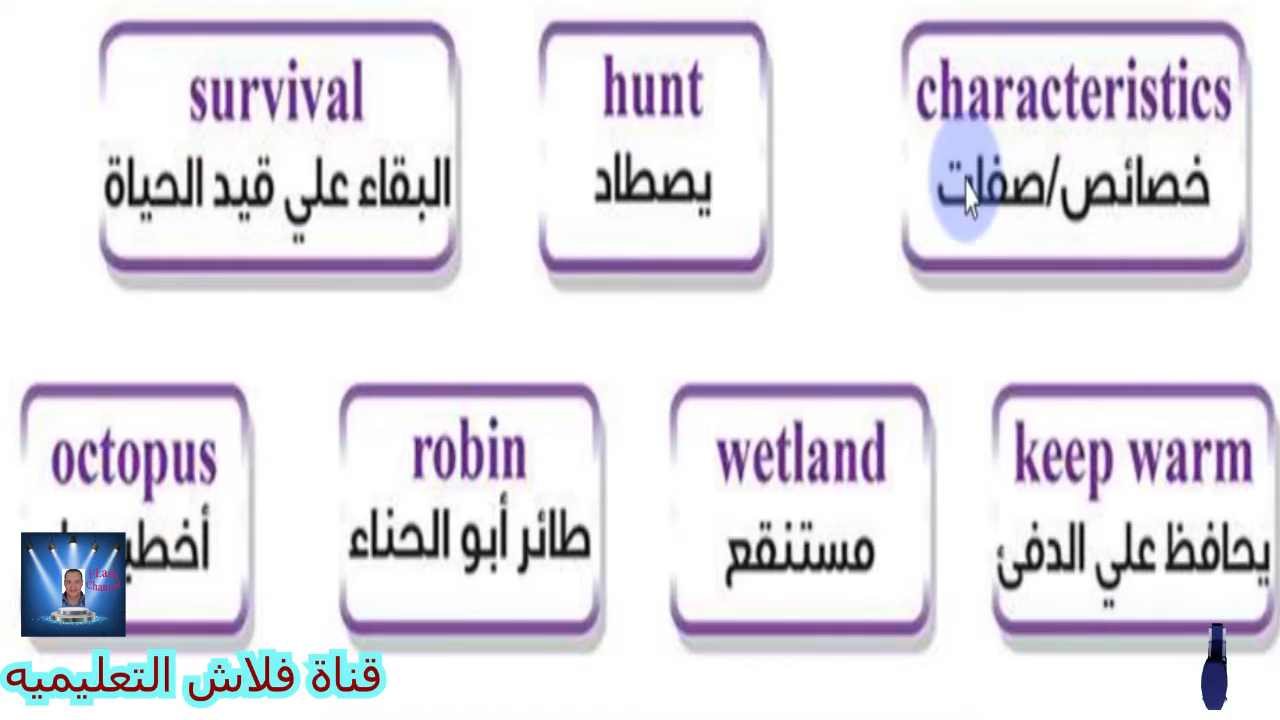 survival
البقاء علي قيد الحياة
hunt
يصطاد
characteristics
خصائص/صفات
octopus
robin
طائر أبو الحناء
wetland
مستنقع
keep warm
يحافظ علي الدفئ
قناة فلاش التعليميه